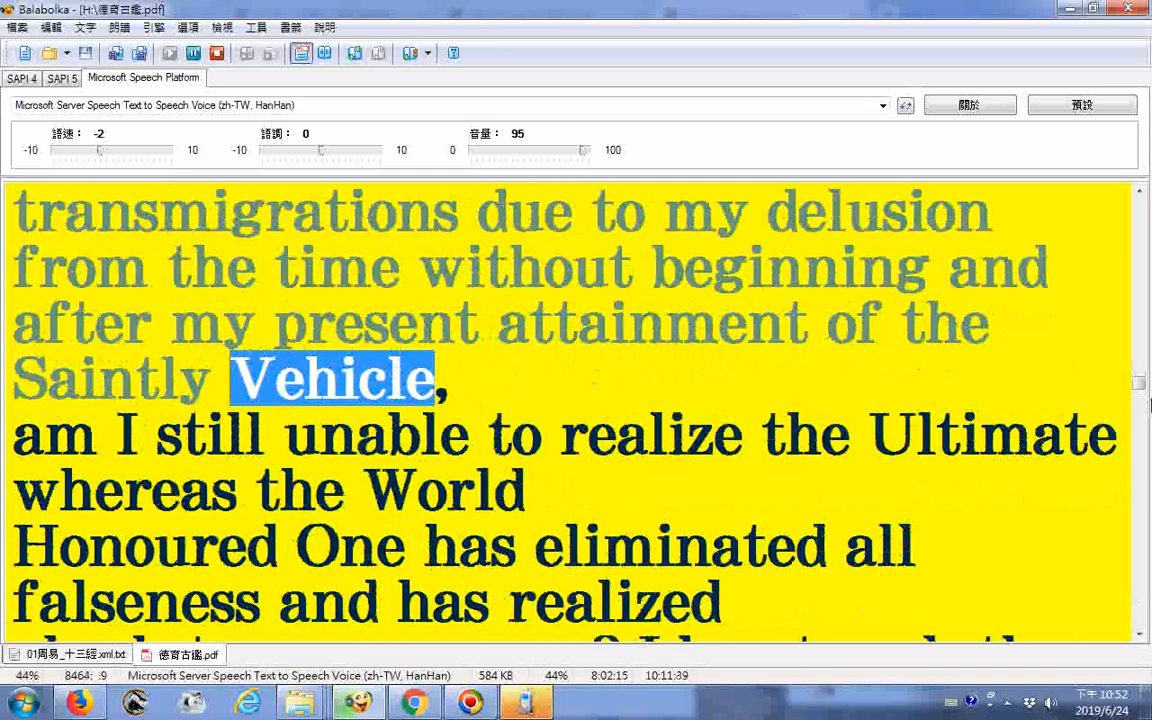 Balabolka - [H:\德育古鑑.pdf]
檔案 編輯 文字 朗讀 引擎 選項 檢視 工具 書籤 說明
SAPI 4 SAPI 5 Microsoft Speech Platform
Microsoft Server Speech Text to Speech Voice (zh-TW, HanHan) 關於 預設
語速： -2 語調： 0 音量： 95
-10 10 -10 10 0 100
transmigrations due to my delusion
from the time without beginning and
after my present attainment of the
Saintly Vehicle,
am I still unable to realize the Ultimate
whereas the World
Honoured One has eliminated all
falseness and has realized
01周易_十三經.xml.txt 德育古鑑.pdf
44% 8464: :9 Microsoft Server Speech Text to Speech Voice (zh-TW, HanHan) 584 KB 44% 8:02:15 10:11:39
下午 10:52
2019/6/24